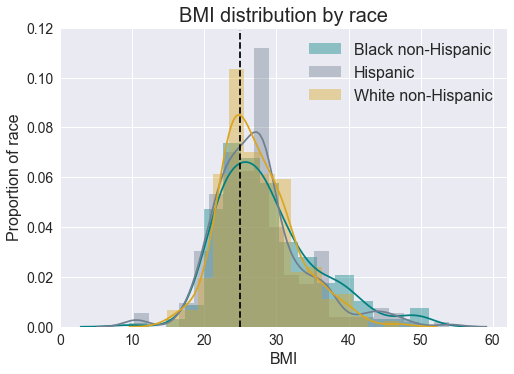 BMI distribution by race
0.12
0.10
0.08
0.06
0.04
0.02
0.00
Proportion of race
Black non-Hispanic
Hispanic
White non-Hispanic
0 10 20 30 40 50 60
BMI